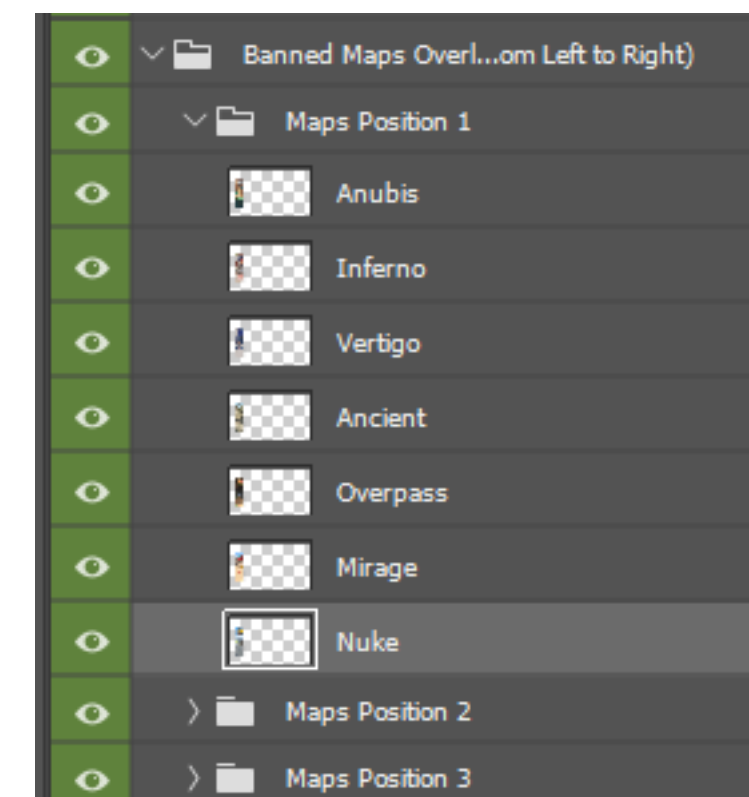 Banned Maps Overl...om Left to Right)
Maps Position 1
Anubis
Inferno
Vertigo
Ancient
Overpass
Mirage
Nuke
Maps Position 2
Maps Position 3